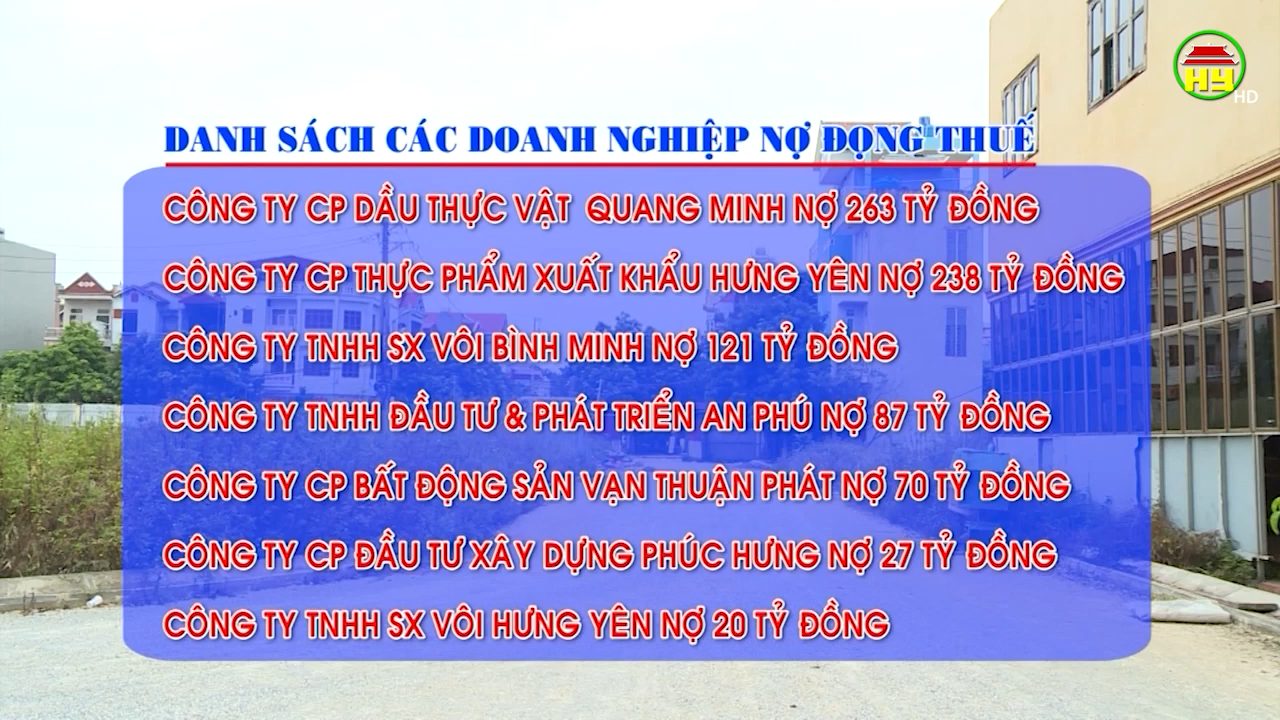 HY
HD
DANH SÁCH CÁC DOANH NGHIỆP NỢ ĐỌNG THUẾ
CÔNG TY CP DẦU THỰC VẬT QUANG MINH NỢ 263 TỶ ĐỒNG
CÔNG TY CP THỰC PHẨM XUẤT KHẨU HƯNG YÊN NỢ 238 TỶ ĐỒNG
CÔNG TY TNHH SX VÔI BÌNH MINH NỢ 121 TỶ ĐỒNG
CÔNG TY TNHH ĐẦU TƯ & PHÁT TRIỂN AN PHÚ NỢ 87 TỶ ĐỒNG
CÔNG TY CP BẤT ĐỘNG SẢN VẠN THUẬN PHÁT NỢ 70 TỶ ĐỒNG
CÔNG TY CP ĐẦU TƯ XÂY DỰNG PHÚC HƯNG NỢ 27 TỶ ĐỒNG
CÔNG TY TNHH SX VÔI HƯNG YÊN NỢ 20 TỶ ĐỒNG